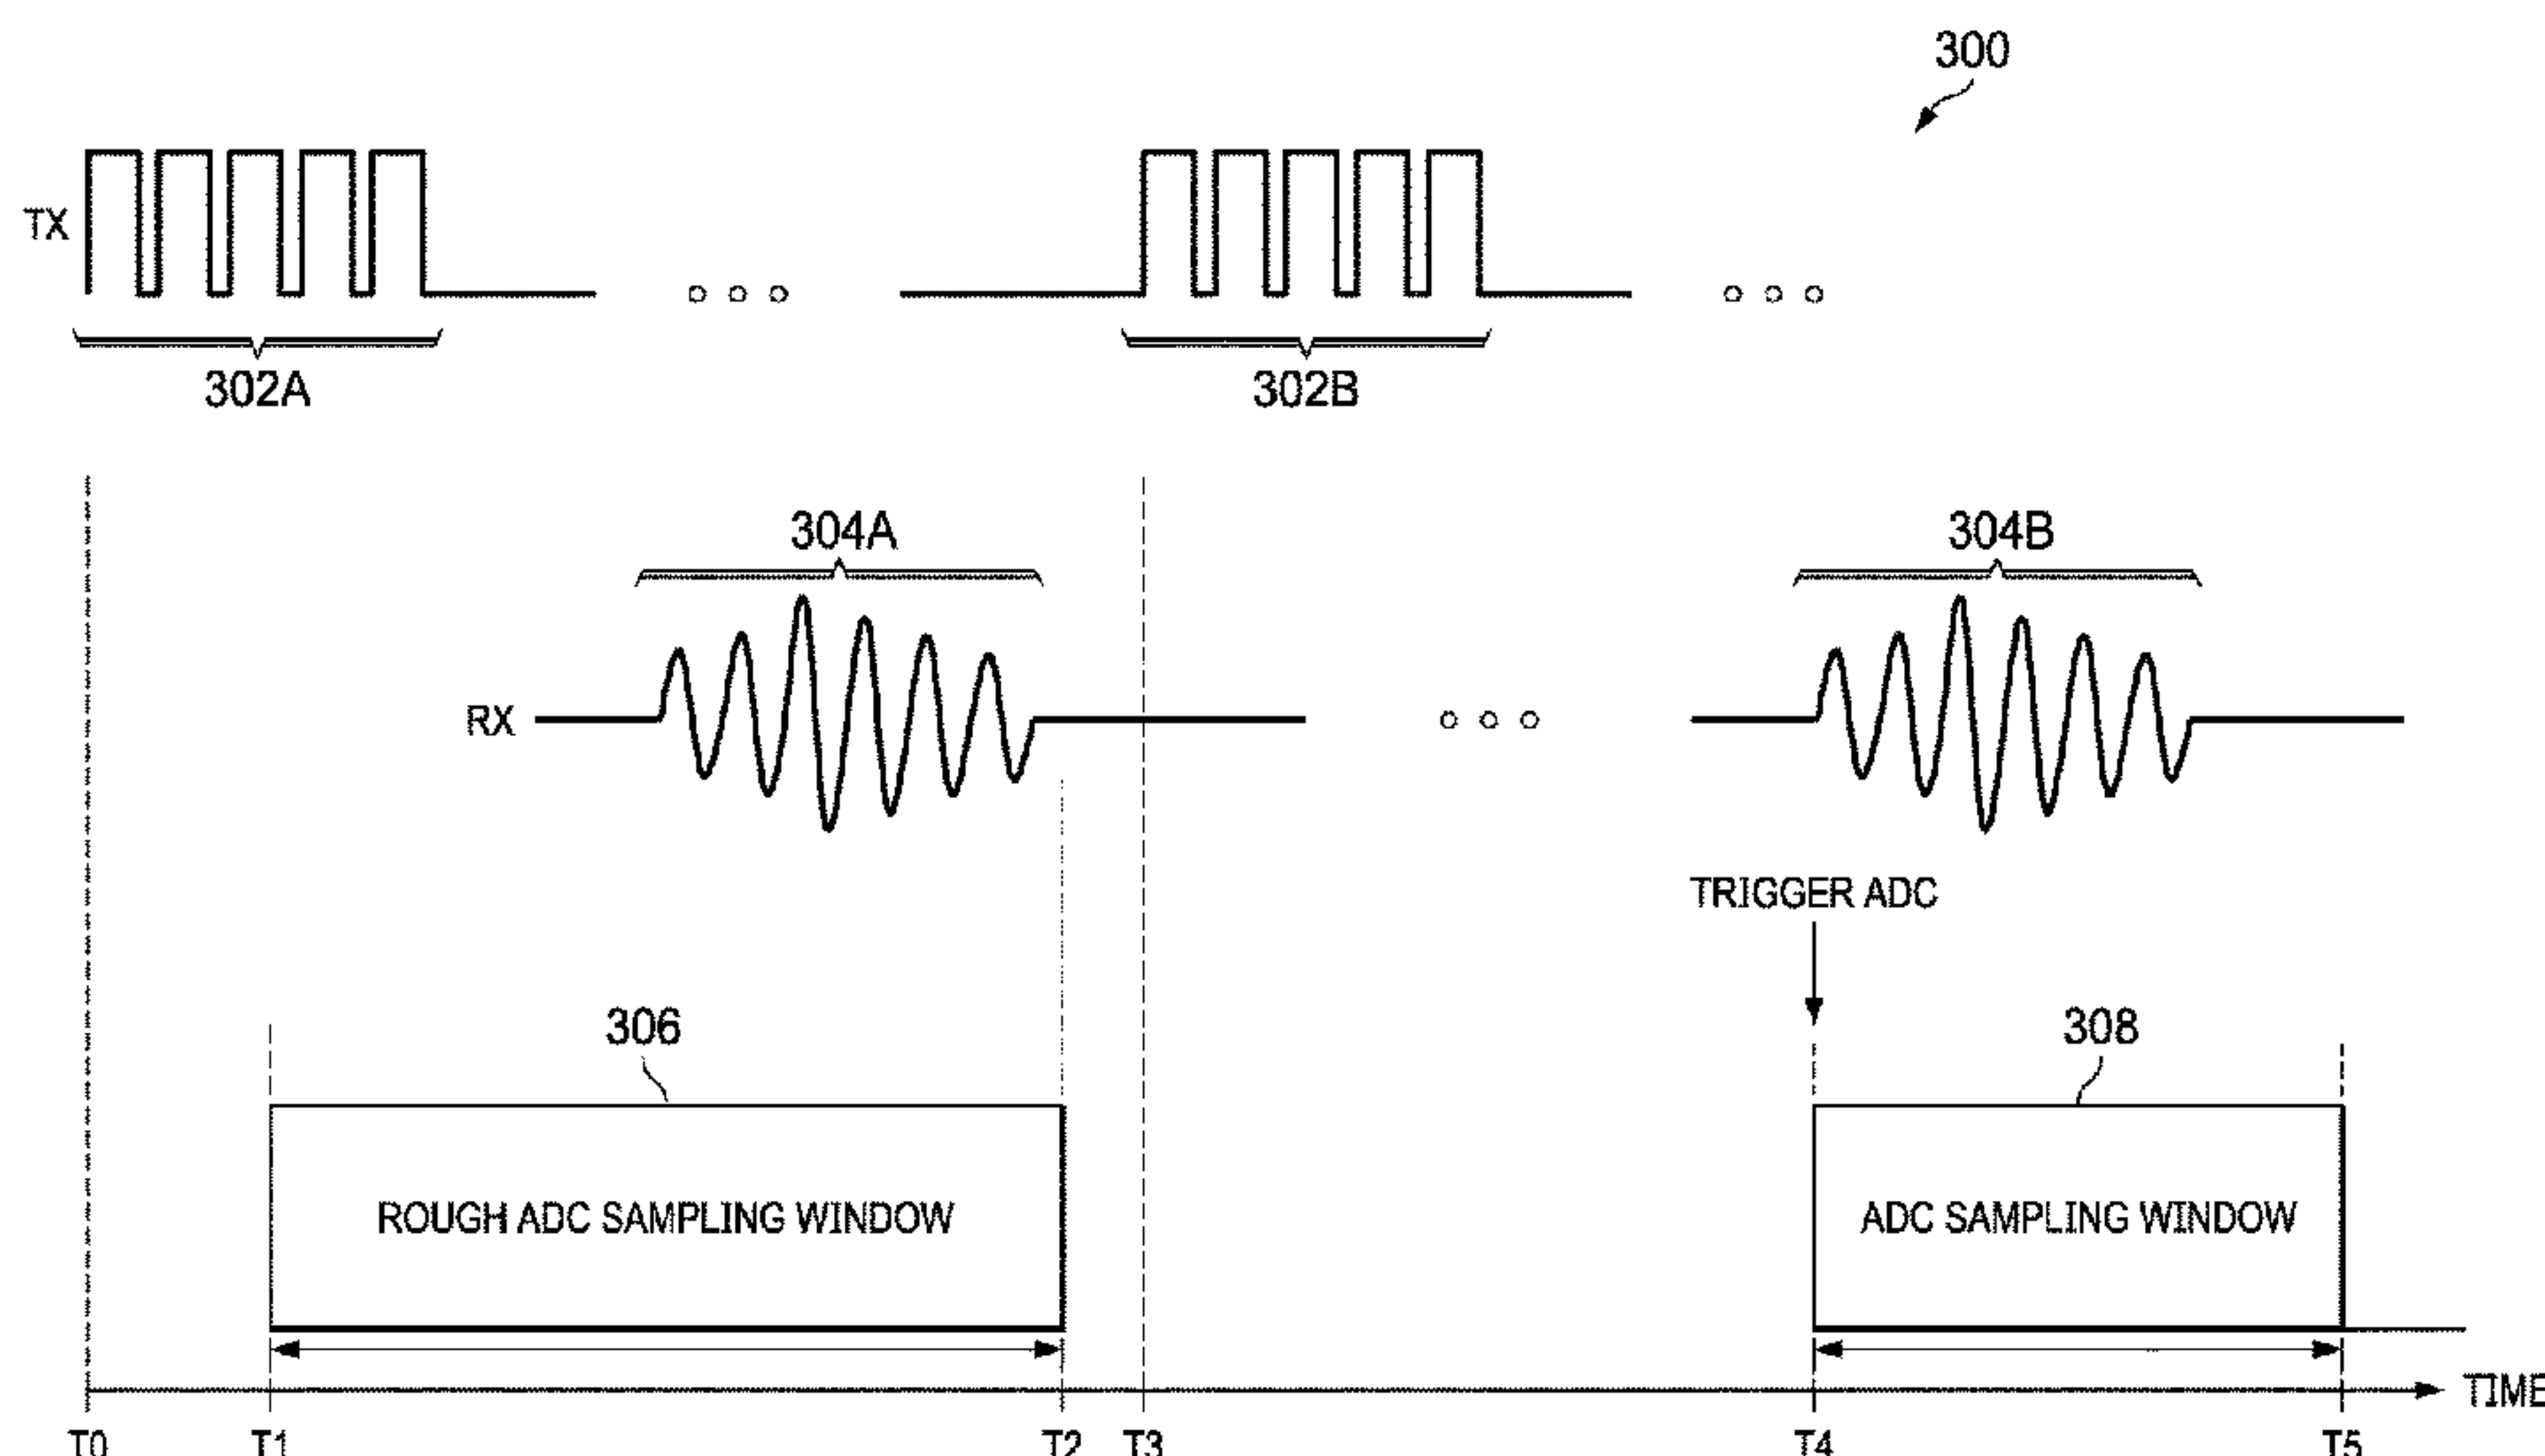 300
TX
302A
302B
304A
304B
RX
TRIGGER ADC
306
308
ROUGH ADC SAMPLING WINDOW
ADC SAMPLING WINDOW
TIME
T0 T1 T2 T3 T4 T5